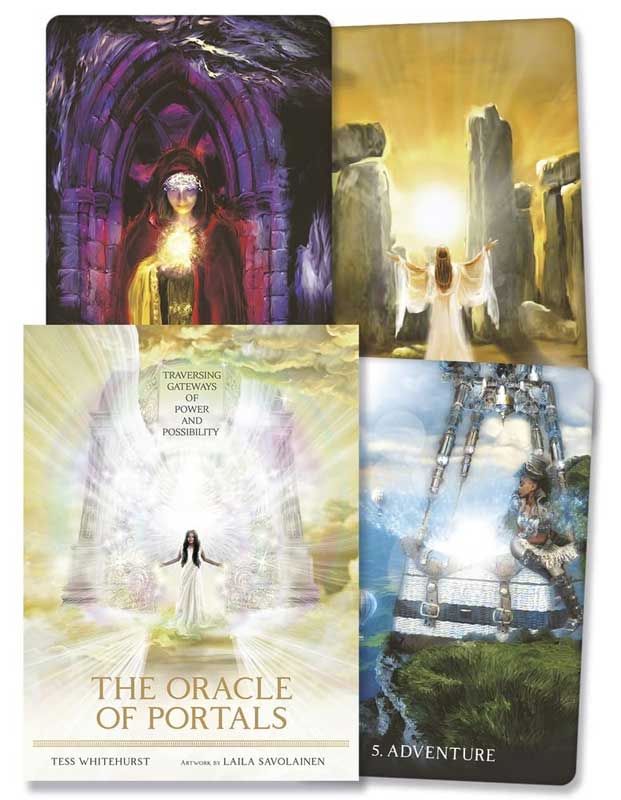 TRAVERSING
GATEWAYS
OF
POWER
AND
POSSIBILITY
THE ORACLE
OF PORTALS
TESS WHITEHURST
ARTWORK BY LAILA SAVOLAINEN
5. ADVENTURE